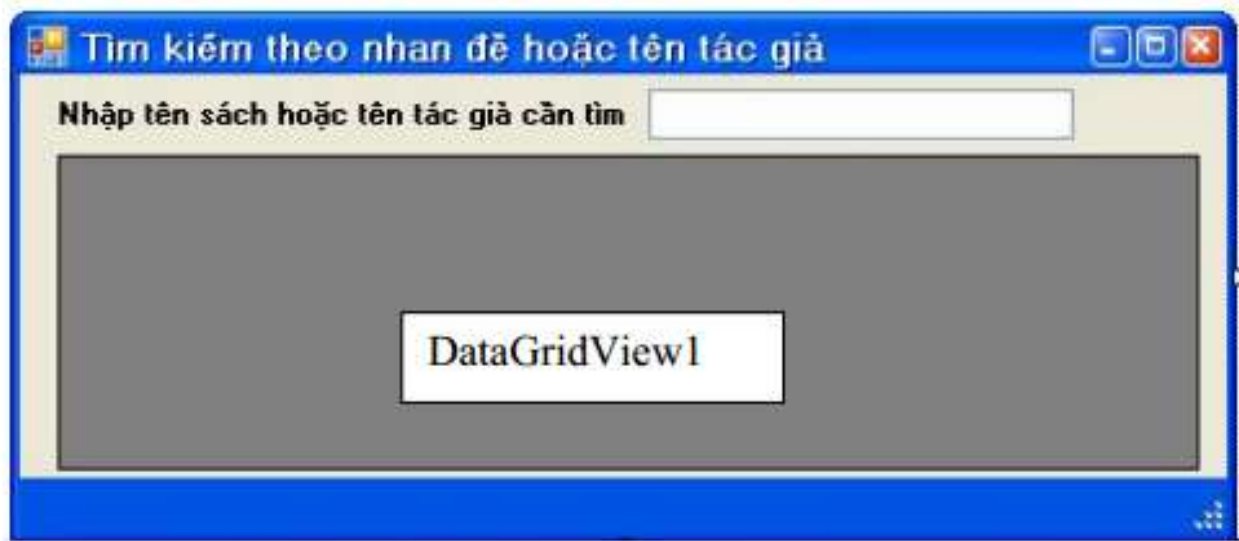 Tìm kiếm theo nhan đề hoặc tên tác giả
Nhập tên sách hoặc tên tác giả cần tìm
DataGridView1